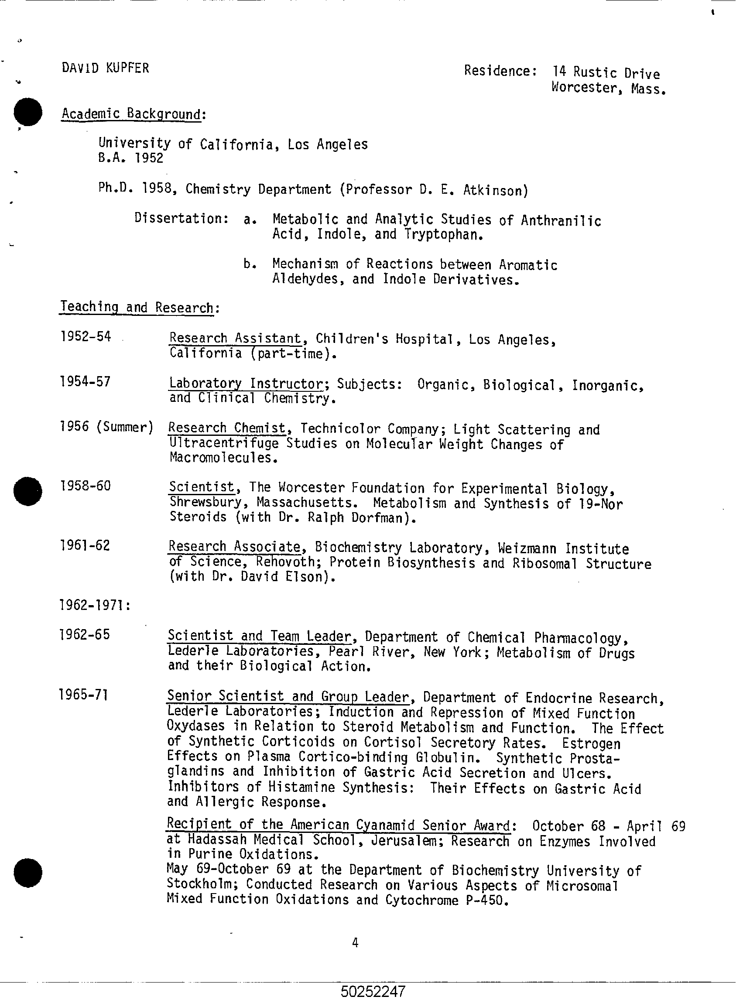 DAVID KUPFER
Residence: 14 Rustic Drive
Worcester, Mass.
Academic Background:
University of California, Los Angeles
B.A. 1952
Ph.D. 1958, Chemistry Department (Professor D. E. Atkinson)
Dissertation: a. Metabolic and Analytic Studies of Anthranilic
Acid, Indole, and Tryptophan.
b. Mechanism of Reactions between Aromatic
Aldehydes, and Indole Derivatives.
Teaching and Research:
1952-54 Research Assistant, Children's Hospital, Los Angeles,
California (part-time).
1954-57 Laboratory Instructor; Subjects: Organic, Biological, Inorganic,
and Clinical Chemistry.
1956 (Summer) Research Chemist, Technicolor Company; Light Scattering and
Ultracentrifuge Studies on Molecular Weight Changes of
Macromolecules.
1958-60 Scientist, The Worcester Foundation for Experimental Biology,
Shrewsbury, Massachusetts. Metabolism and Synthesis of 19-Nor
Steroids (with Dr. Ralph Dorfman).
1961-62 Research Associate, Biochemistry Laboratory, Weizmann Institute
of Science, Rehovoth; Protein Biosynthesis and Ribosomal Structure
(with Dr. David Elson).
1962-1971:
1962-65 Scientist and Team Leader, Department of Chemical Pharmacology,
Lederle Laboratories, Pearl River, New York; Metabolism of Drugs
and their Biological Action.
1965-71 Senior Scientist and Group Leader, Department of Endocrine Research,
Lederle Laboratories; Induction and Repression of Mixed Function
Oxydases in Relation to Steroid Metabolism and Function. The Effect
of Synthetic Corticoids on Cortisol Secretory Rates. Estrogen
Effects on Plasma Cortico-binding Globulin. Synthetic Prosta-
glandins and Inhibition of Gastric Acid Secretion and Ulcers.
Inhibitors of Histamine Synthesis: Their Effects on Gastric Acid
and Allergic Response.
Recipient of the American Cyanamid Senior Award: October 68 - April 69
at Hadassah Medical School, Jerusalem; Research on Enzymes Involved
in Purine Oxidations.
May 69-October 69 at the Department of Biochemistry University of
Stockholm; Conducted Research on Various Aspects of Microsomal
Mixed Function Oxidations and Cytochrome P-450.
4
50252247